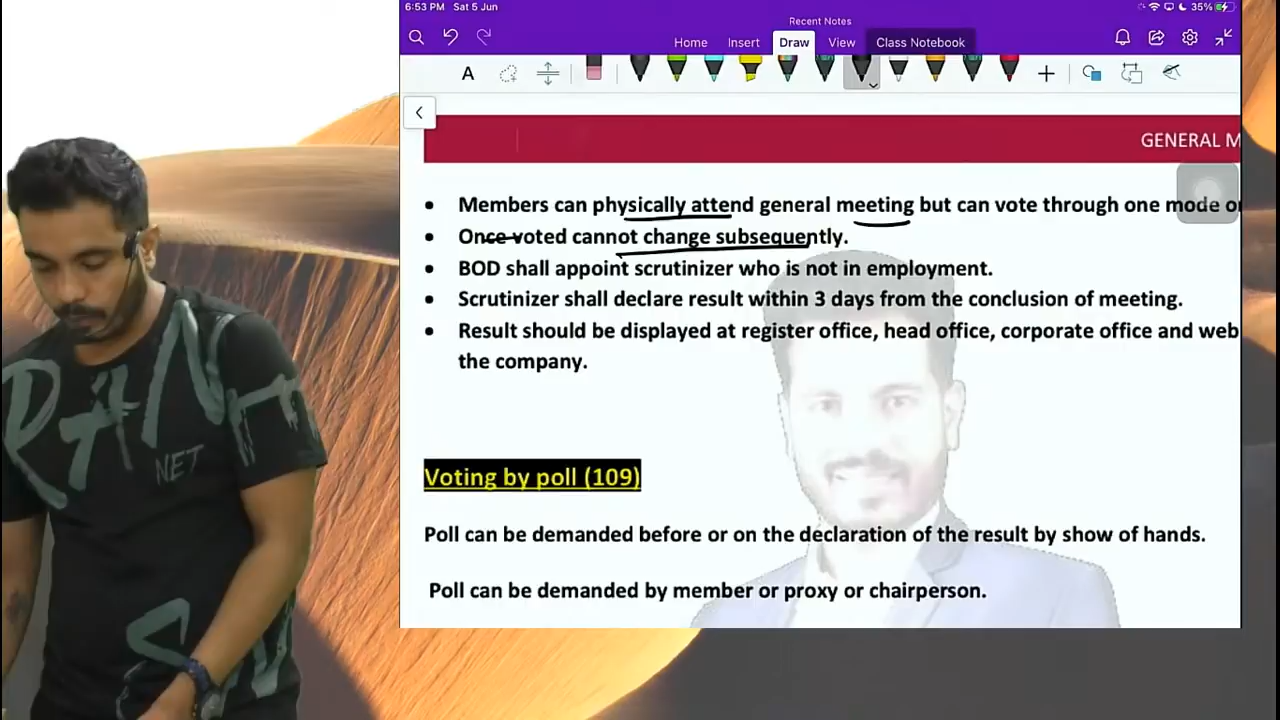 6:53 PM Sat 5 Jun
35%
Recent Notes
Home Insert Draw View Class Notebook
A
GENERAL M
• Members can physically attend general meeting but can vote through one mode o
• Once voted cannot change subsequently.
• BOD shall appoint scrutinizer who is not in employment.
• Scrutinizer shall declare result within 3 days from the conclusion of meeting.
• Result should be displayed at register office, head office, corporate office and web
the company.
Voting by poll (109)
Poll can be demanded before or on the declaration of the result by show of hands.
Poll can be demanded by member or proxy or chairperson.
NET